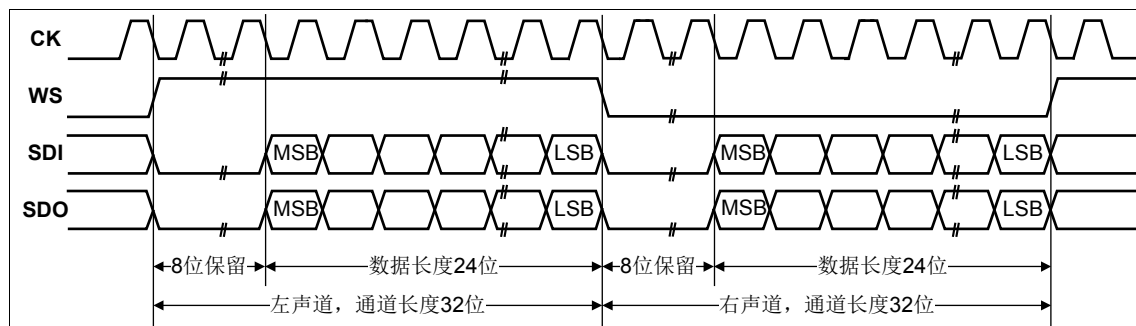 CK
WS
SDI MSB LSB MSB LSB
SDO MSB LSB MSB LSB
8位保留 数据长度24位 8位保留 数据长度24位
左声道，通道长度32位 右声道，通道长度32位